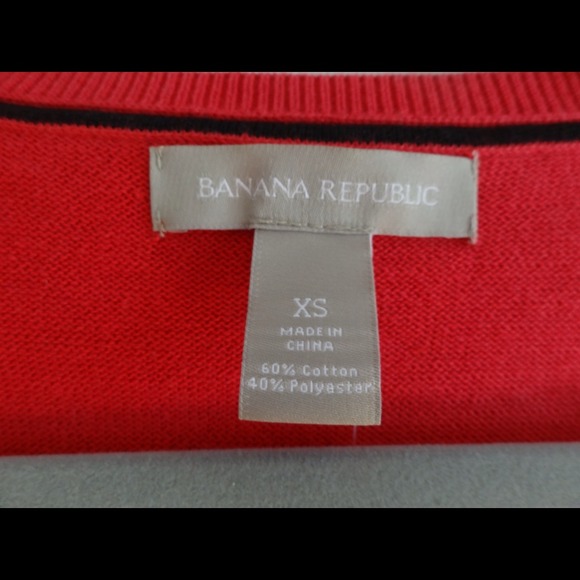 BANANA REPUBLIC
XS
MADE IN
CHINA
60% Cotton
40% Polyester